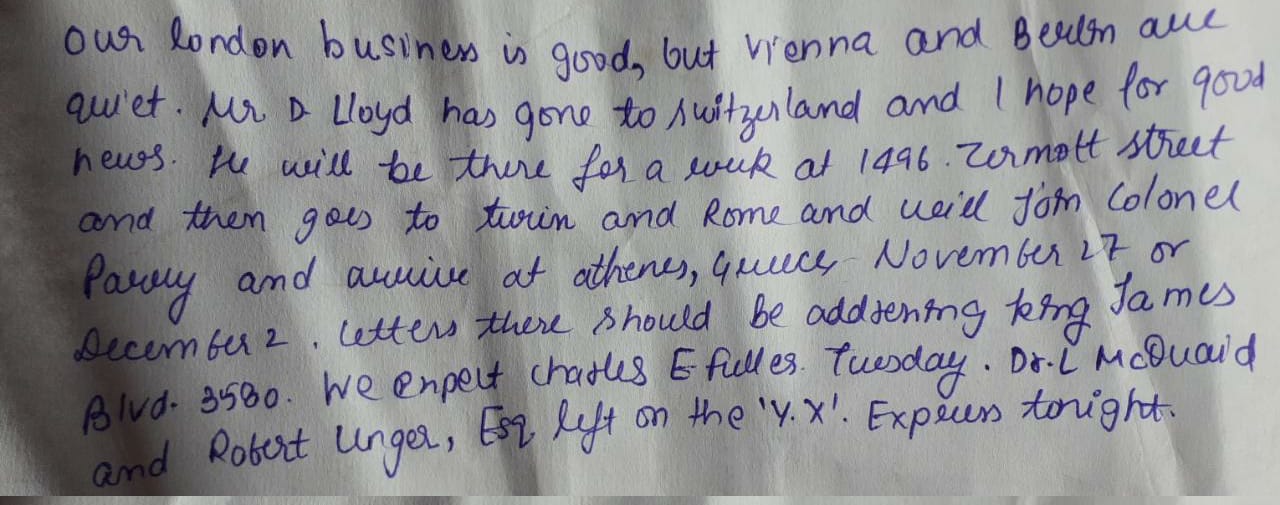 our london business is good, but Vienna and Berlin are
quiet. Mr D Lloyd has gone to switzerland and I hope for good
news. He will be there for a week at 1496. Zermott street
and then goes to turin and Rome and will join Colonel
Parry and arrive at athenes, Greece November 27 or
December 2. letters there should be addressing king James
Blvd. 3580. We expect charles E fuller. Tuesday. Dr. L McQuaid
and Robert Unger, Esq left on the 'Y.X'. Express tonight.